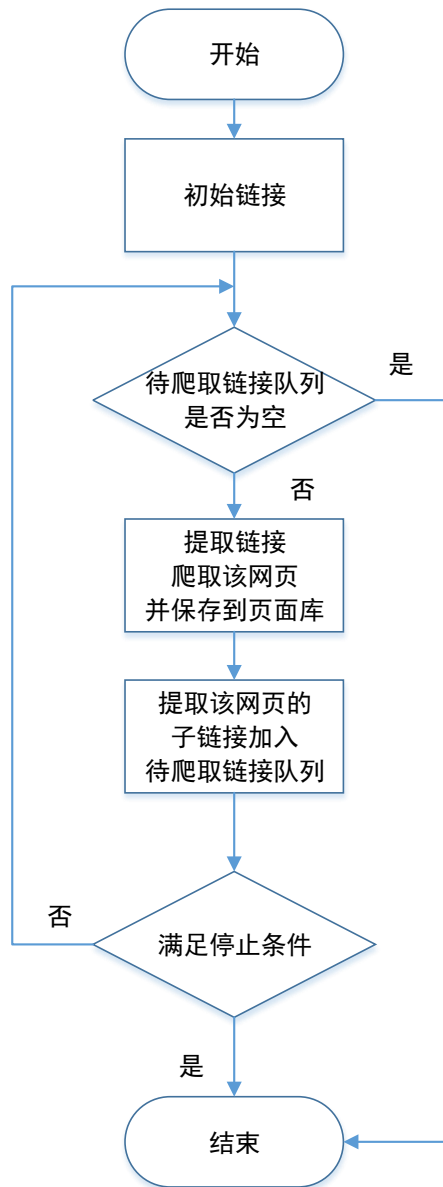 开始
初始链接
待爬取链接队列
是否为空
是
否
提取链接
爬取该网页
并保存到页面库
提取该网页的
子链接加入
待爬取链接队列
否
满足停止条件
是
结束